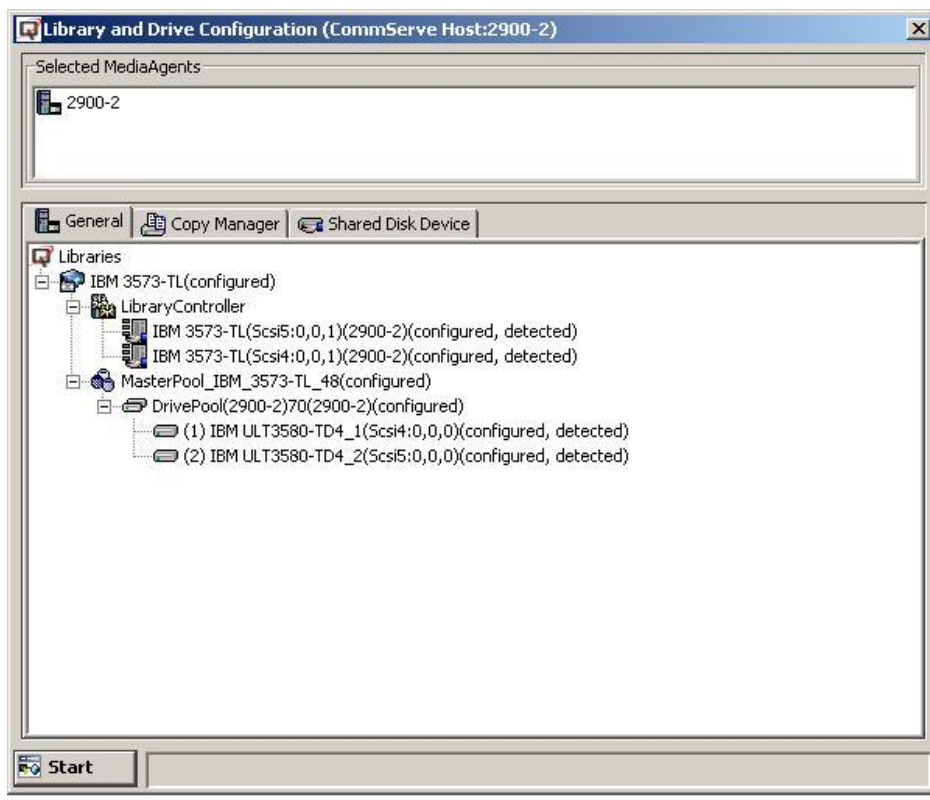 Library and Drive Configuration (CommServe Host:2900-2)
Selected MediaAgents
2900-2
General Copy Manager Shared Disk Device
Libraries
IBM 3573-TL(configured)
LibraryController
IBM 3573-TL(Scsi5:0,0,1)(2900-2)(configured, detected)
IBM 3573-TL(Scsi4:0,0,1)(2900-2)(configured, detected)
MasterPool_IBM_3573-TL_48(configured)
DrivePool(2900-2)70(2900-2)(configured)
(1) IBM ULT3580-TD4_1(Scsi4:0,0,0)(configured, detected)
(2) IBM ULT3580-TD4_2(Scsi5:0,0,0)(configured, detected)
Start